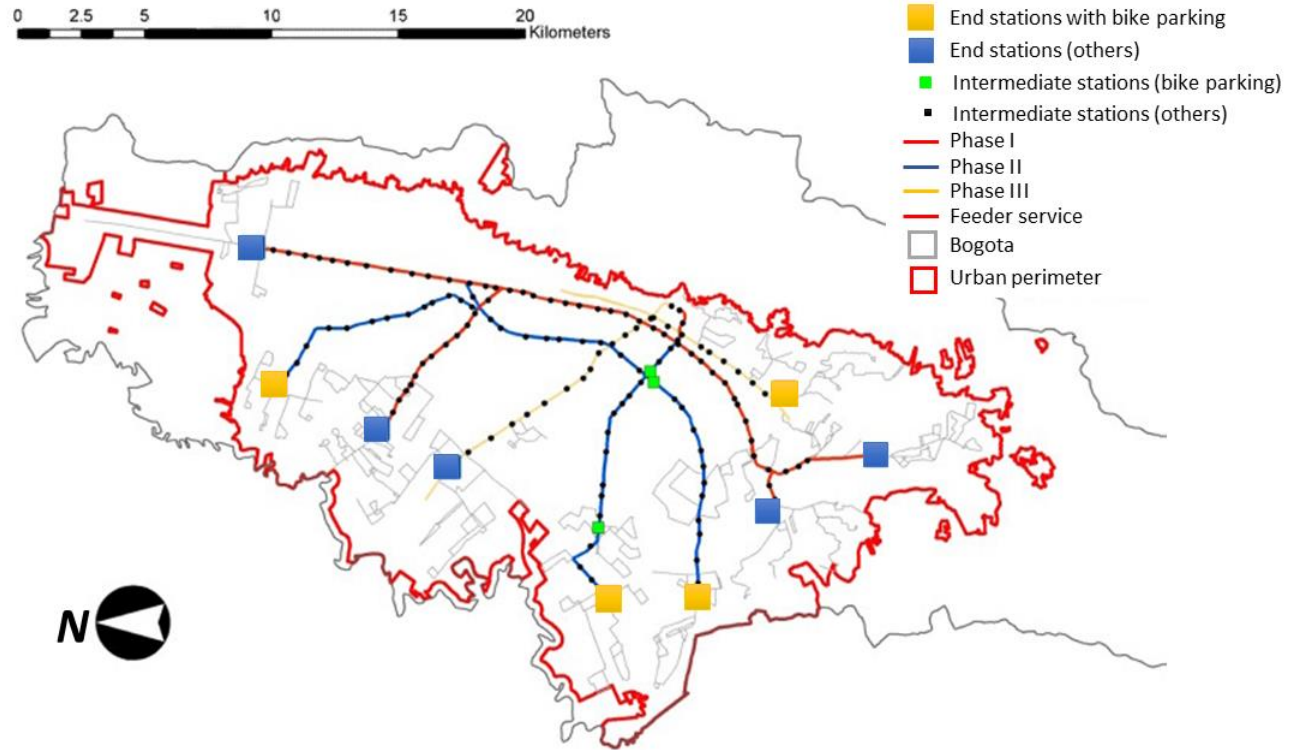 0 2.5 5 10 15 20
Kilometers
End stations with bike parking
End stations (others)
Intermediate stations (bike parking)
Intermediate stations (others)
Phase I
Phase II
Phase III
Feeder service
Bogota
Urban perimeter
N